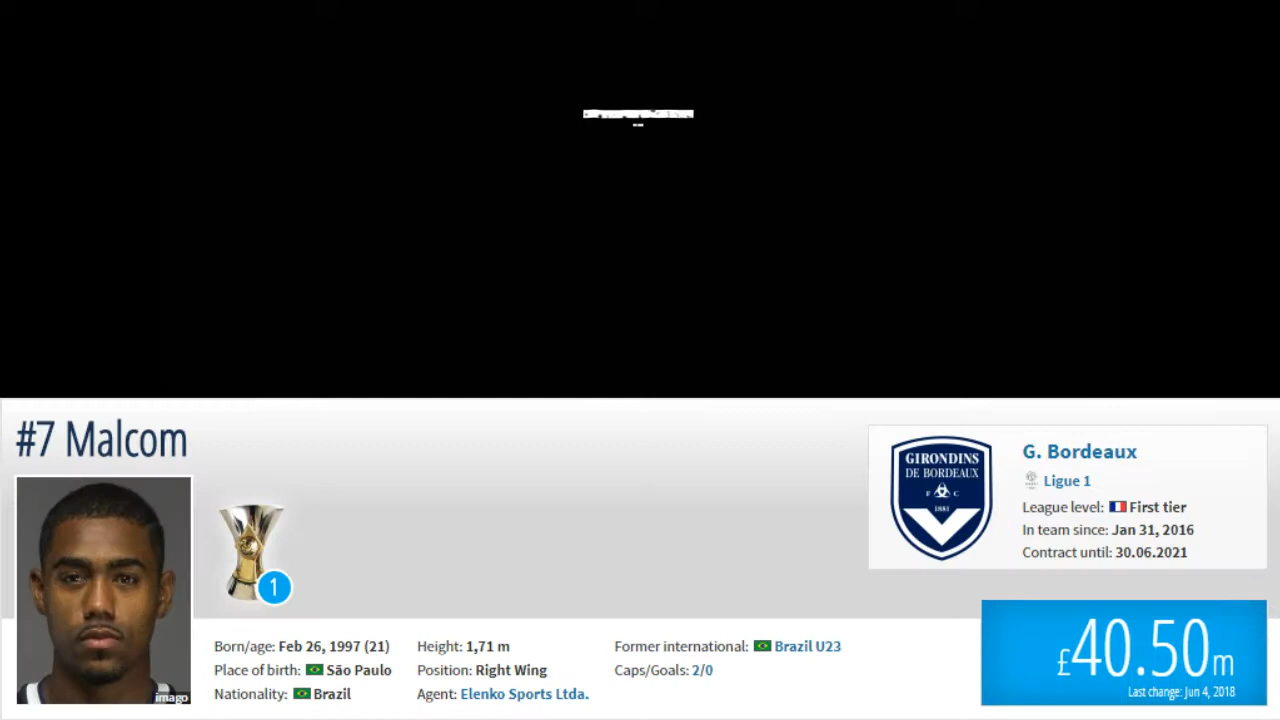 #7 Malcom
imago
1
Born/age: Feb 26, 1997 (21)
Place of birth: São Paulo
Nationality: Brazil
Height: 1,71 m
Position: Right Wing
Agent: Elenko Sports Ltda.
Former international: Brazil U23
Caps/Goals: 2/0
GIRONDINS
DE BORDEAUX
F C
1881
G. Bordeaux
Ligue 1
League level: First tier
In team since: Jan 31, 2016
Contract until: 30.06.2021
£40.50m
Last change: Jun 4, 2018